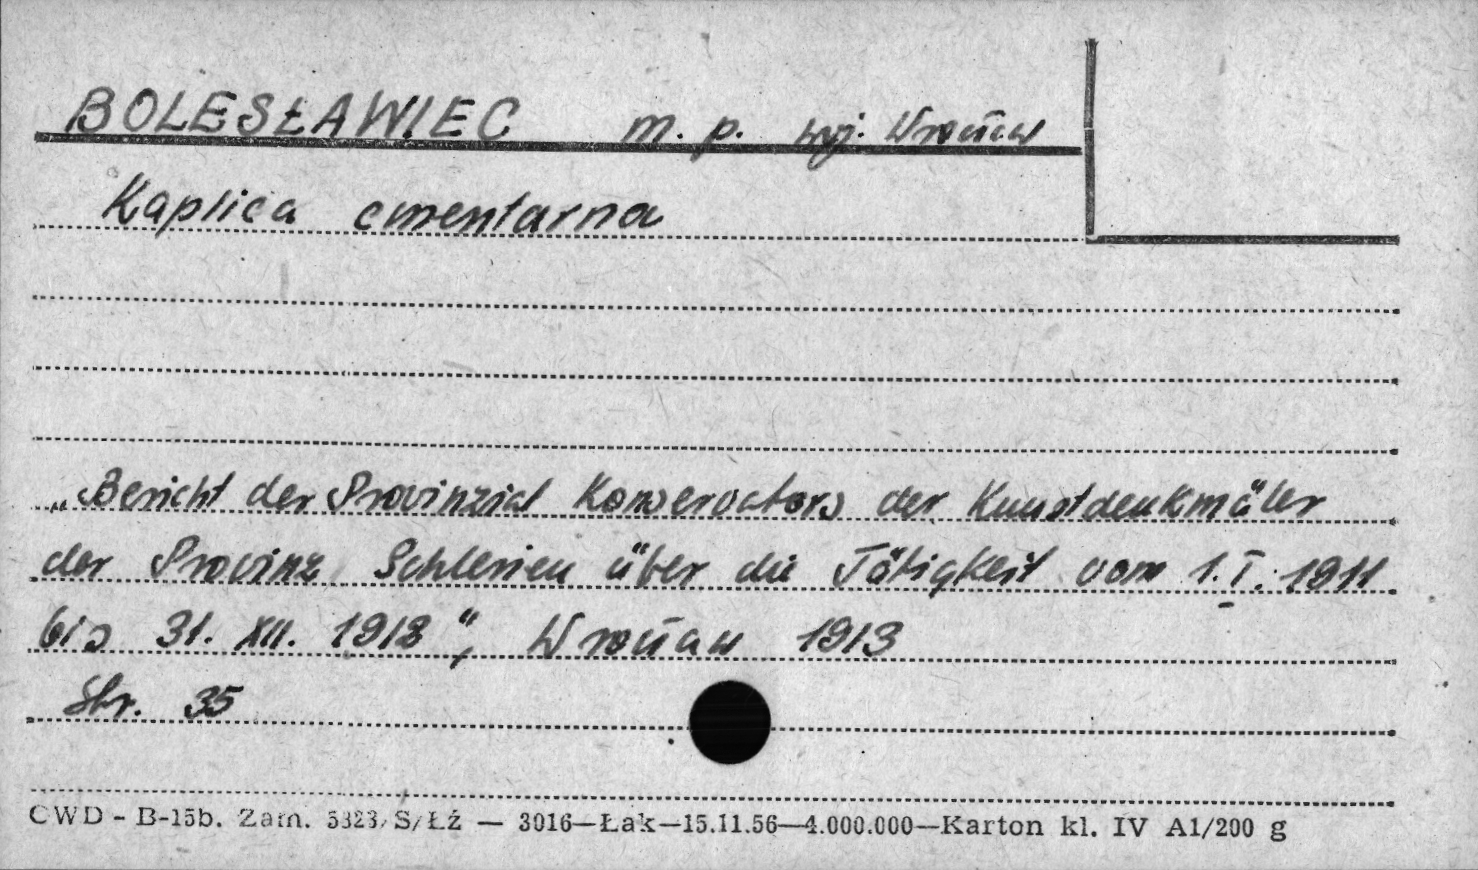 BOLESŁAWIEC m. p. woj. Wrocław
Kaplica cmentarna
„Bericht der Provinzial Konservators der Kunstdenkmäler
der Provinz Schlesien über die Tätigkeit vom 1. I. 1911
bis 31. XII. 1912", Wrocław 1913
Str. 35
CWD - B-15b. Zam. 5323/S/Łź — 3016—Łak—15.11.56—4.000.000—Karton kl. IV A1/200 g